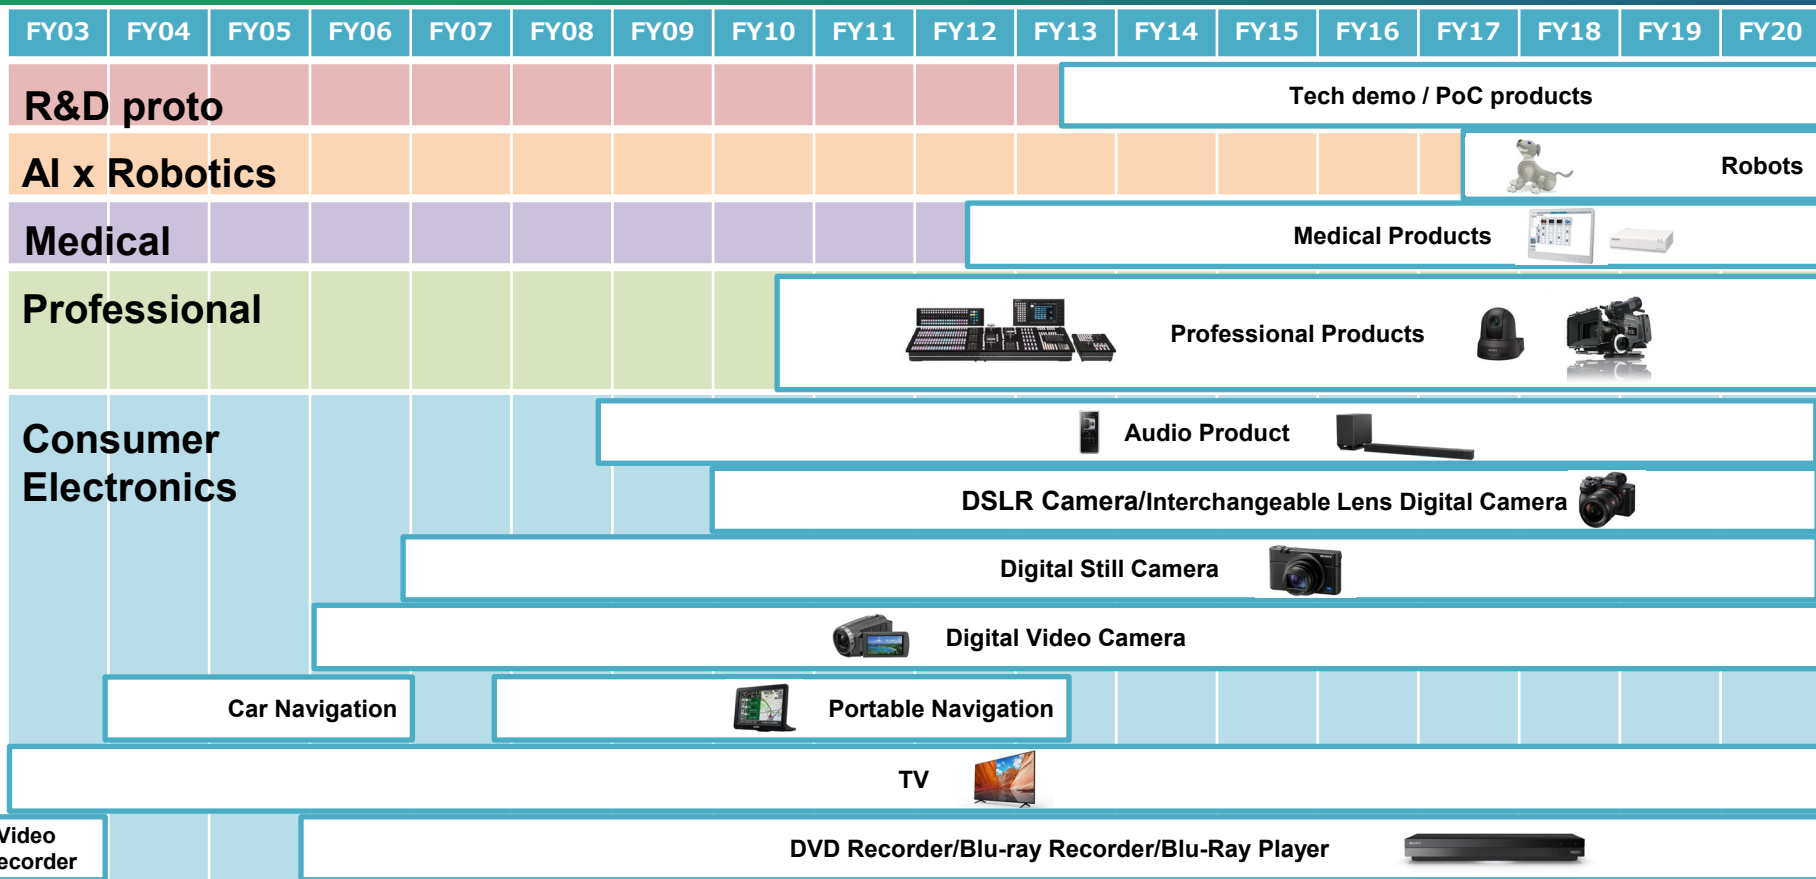 FY03 FY04 FY05 FY06 FY07 FY08 FY09 FY10 FY11 FY12 FY13 FY14 FY15 FY16 FY17 FY18 FY19 FY20
R&D proto
Tech demo / PoC products
AI x Robotics
Robots
Medical
Medical Products
Professional
Professional Products
Consumer
Electronics
Audio Product
DSLR Camera/Interchangeable Lens Digital Camera
Digital Still Camera
Digital Video Camera
Car Navigation
Portable Navigation
TV
Video
ecorder
DVD Recorder/Blu-ray Recorder/Blu-Ray Player